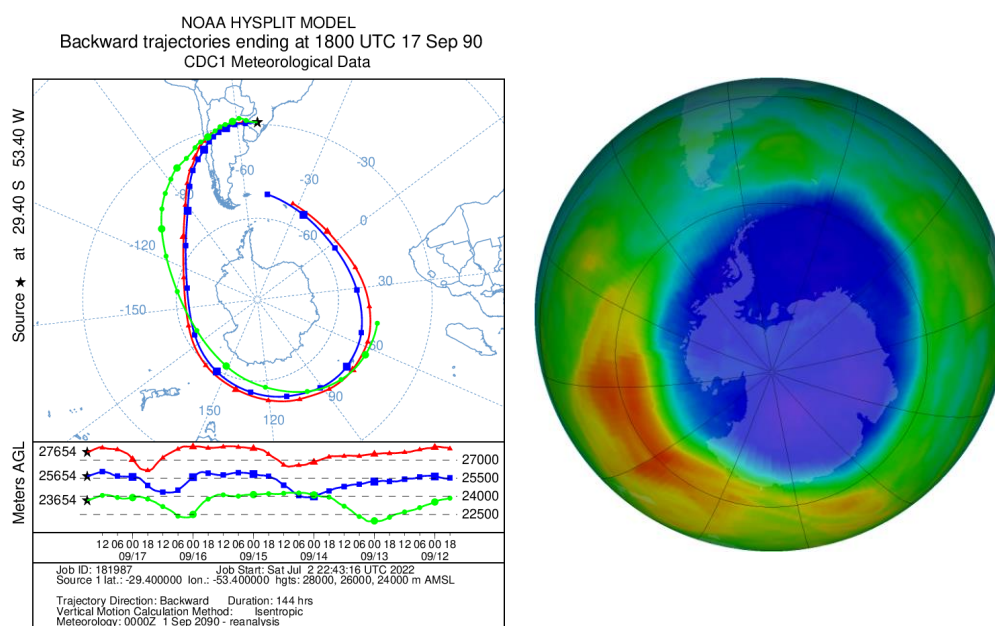 NOAA HYSPLIT MODEL
Backward trajectories ending at 1800 UTC 17 Sep 90
CDC1 Meteorological Data
Source ★ at 29.40 S 53.40 W
-30
-60
-30
-90
0
-60
-120
30
-150
60
90
150
120
Meters AGL
27654
27000
25654
25500
24000
23654
22500
12 06 00 18 12 06 00 18 12 06 00 18 12 06 00 18 12 06 00 18 12 06 00 18
09/17 09/16 09/15 09/14 09/13 09/12
Job ID: 181987 Job Start: Sat Jul 2 22:43:16 UTC 2022
Source 1 lat.: -29.400000 lon.: -53.400000 hgts: 28000, 26000, 24000 m AMSL
Trajectory Direction: Backward Duration: 144 hrs
Vertical Motion Calculation Method: Isentropic
Meteorology: 0000Z 1 Sep 2090 - reanalysis